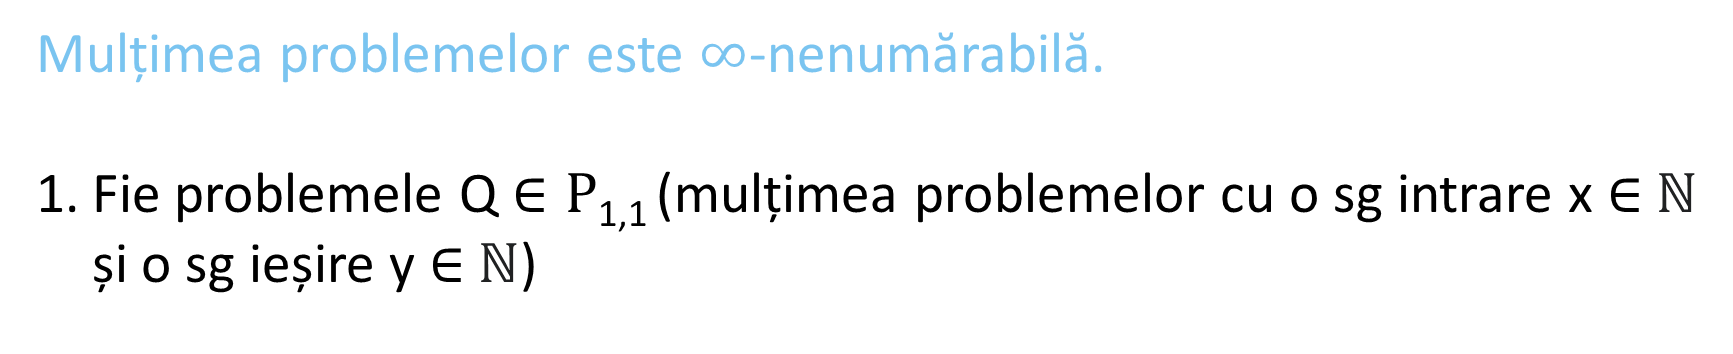 Mulțimea problemelor este ∞-nenumărabilă.
1. Fie problemele Q ∈ P1,1 (mulțimea problemelor cu o sg intrare x ∈ ℕ
și o sg ieșire y ∈ ℕ)